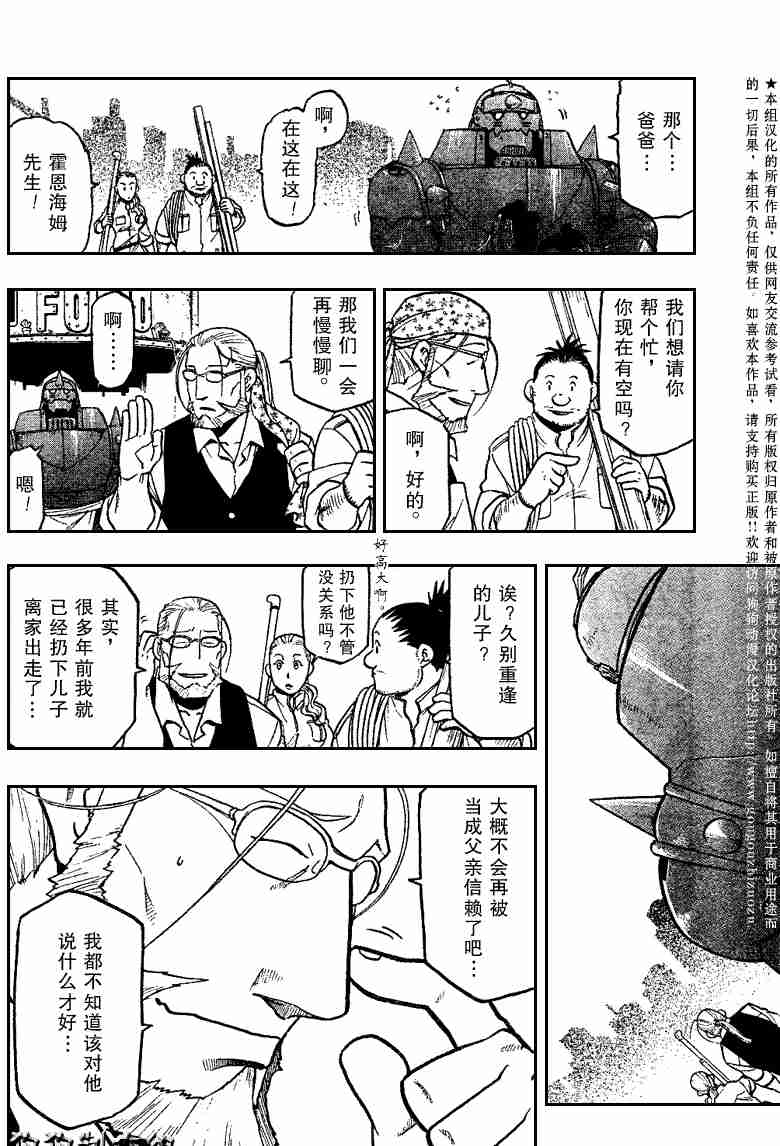 那个…
爸爸…
啊，
在这在这！
霍恩海姆
先生！
我们想请你
帮个忙，
你现在有空吗？
啊，好的。
那我们一会
再慢慢聊。
啊……
嗯！
FOOD
好高大啊。
诶？久别重逢
的儿子？
扔下他不管
没关系吗？
其实，
很多年前我就
已经扔下儿子
离家出走了…
大概不会再被
当成父亲信赖
了吧…
我都不知道该对他
说什么才好…
★本组汉化的所有作品，仅供网友交流参考试看，所有版权归原作者和被
的一切后果，本组不负任何责任。如喜欢本作品，请支持购买正版!!欢迎
所有，如擅自将其用于商业用途而